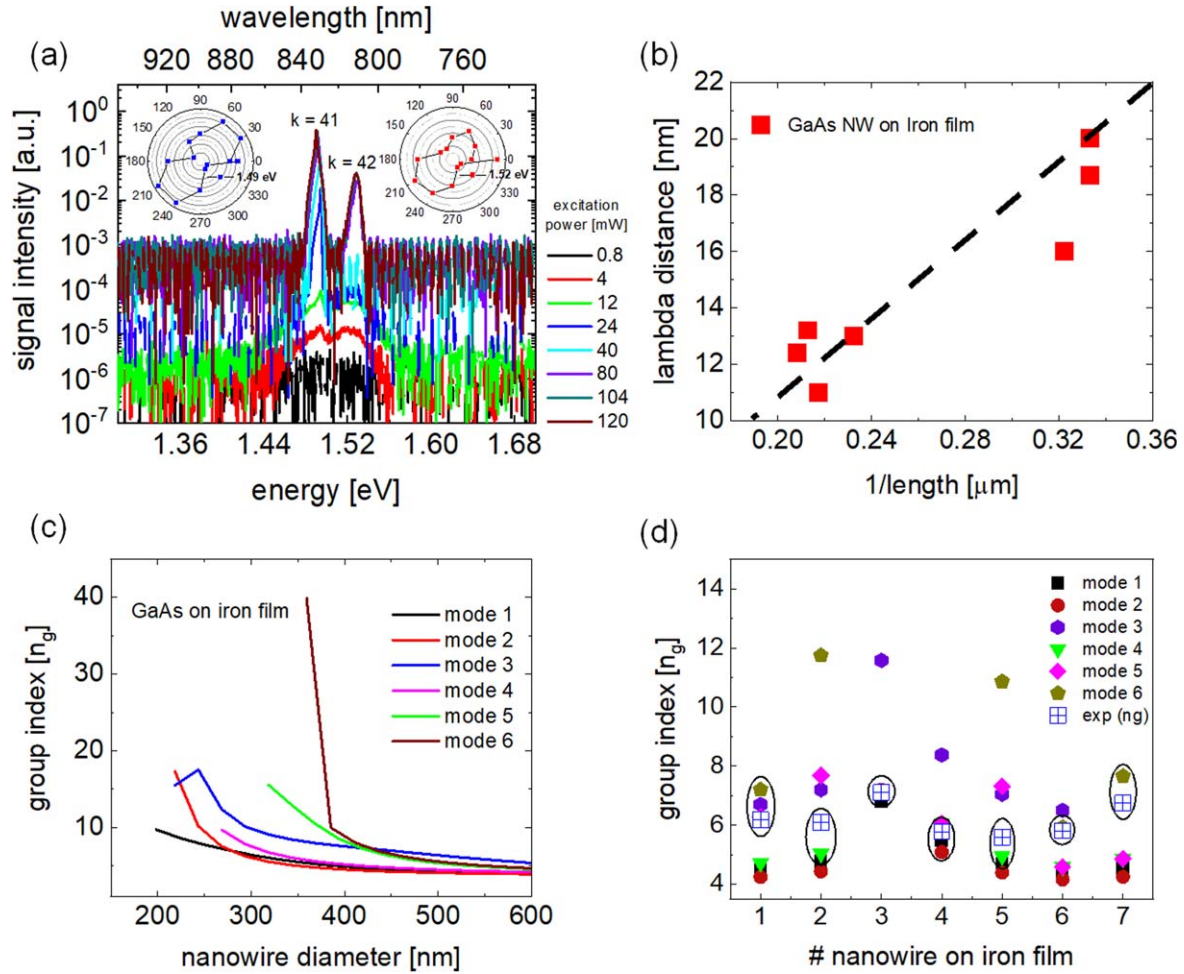 wavelength [nm]
(a)
920 880 840 800 760
10^0
10^-1
10^-2
10^-3
10^-4
10^-5
10^-6
10^-7
signal intensity [a.u.]
120 90 60
150 30
180 0
210 330
240 270 300
1.49 eV
k = 41
k = 42
120 90 60
150 30
180 0
210 330
240 270 300
1.52 eV
excitation
power [mW]
0.8
4
12
24
40
80
104
120
1.36 1.44 1.52 1.60 1.68
energy [eV]
(b)
22
20
18
16
14
12
10
lambda distance [nm]
GaAs NW on Iron film
0.20 0.24 0.28 0.32 0.36
1/length [μm]
(c)
40
30
20
10
group index [n_g]
GaAs on iron film
mode 1
mode 2
mode 3
mode 4
mode 5
mode 6
200 300 400 500 600
nanowire diameter [nm]
(d)
14
12
10
8
6
4
group index [n_g]
mode 1
mode 2
mode 3
mode 4
mode 5
mode 6
exp (ng)
1 2 3 4 5 6 7
# nanowire on iron film